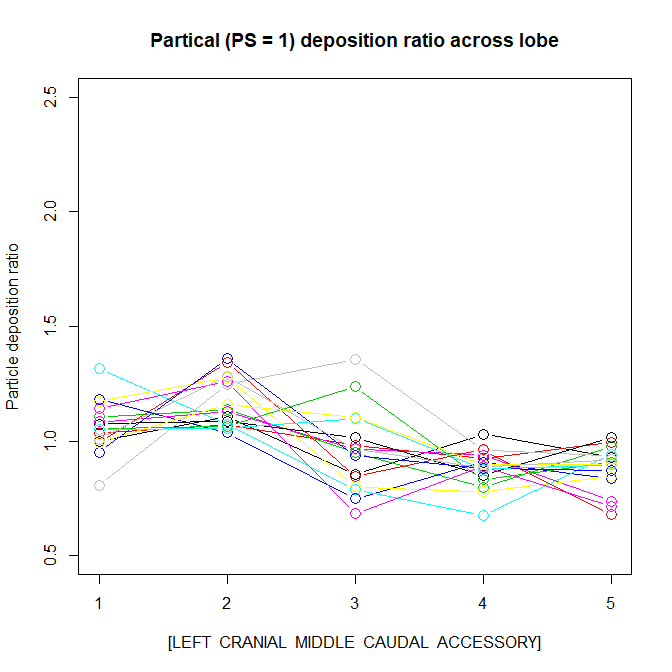 Partical (PS = 1) deposition ratio across lobe
Particle deposition ratio
2.5
2.0
1.5
1.0
0.5
1 2 3 4 5
[LEFT CRANIAL MIDDLE CAUDAL ACCESSORY]